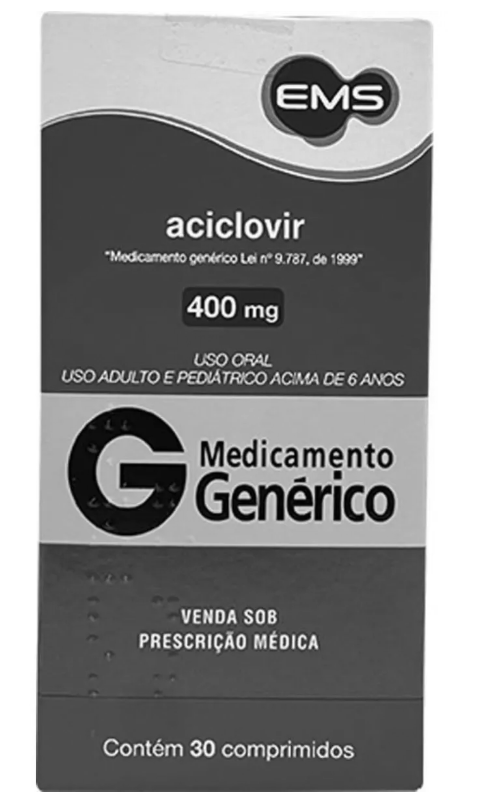 EMS
aciclovir
"Medicamento genérico Lei nº 9.787, de 1999"
400 mg
USO ORAL
USO ADULTO E PEDIÁTRICO ACIMA DE 6 ANOS
G Medicamento
Genérico
VENDA SOB
PRESCRIÇÃO MÉDICA
Contém 30 comprimidos